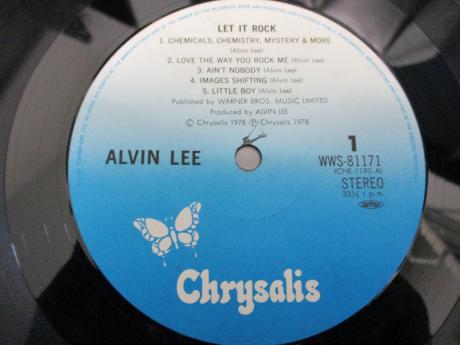 LET IT ROCK
1. CHEMICALS, CHEMISTRY, MYSTERY & MORE
(Alvin Lee)
2. LOVE THE WAY YOU ROCK ME (Alvin Lee)
3. AIN'T NOBODY (Alvin Lee)
4. IMAGES SHIFTING (Alvin Lee)
5. LITTLE BOY (Alvin Lee)
Published by WARNER BROS. MUSIC LIMITED
Produced by ALVIN LEE
© Chrysalis 1978 ℗ Chrysalis 1978
ALVIN LEE
1
WWS-81171
(CHR-1190-A)
STEREO
33⅓ r.p.m.
Chrysalis